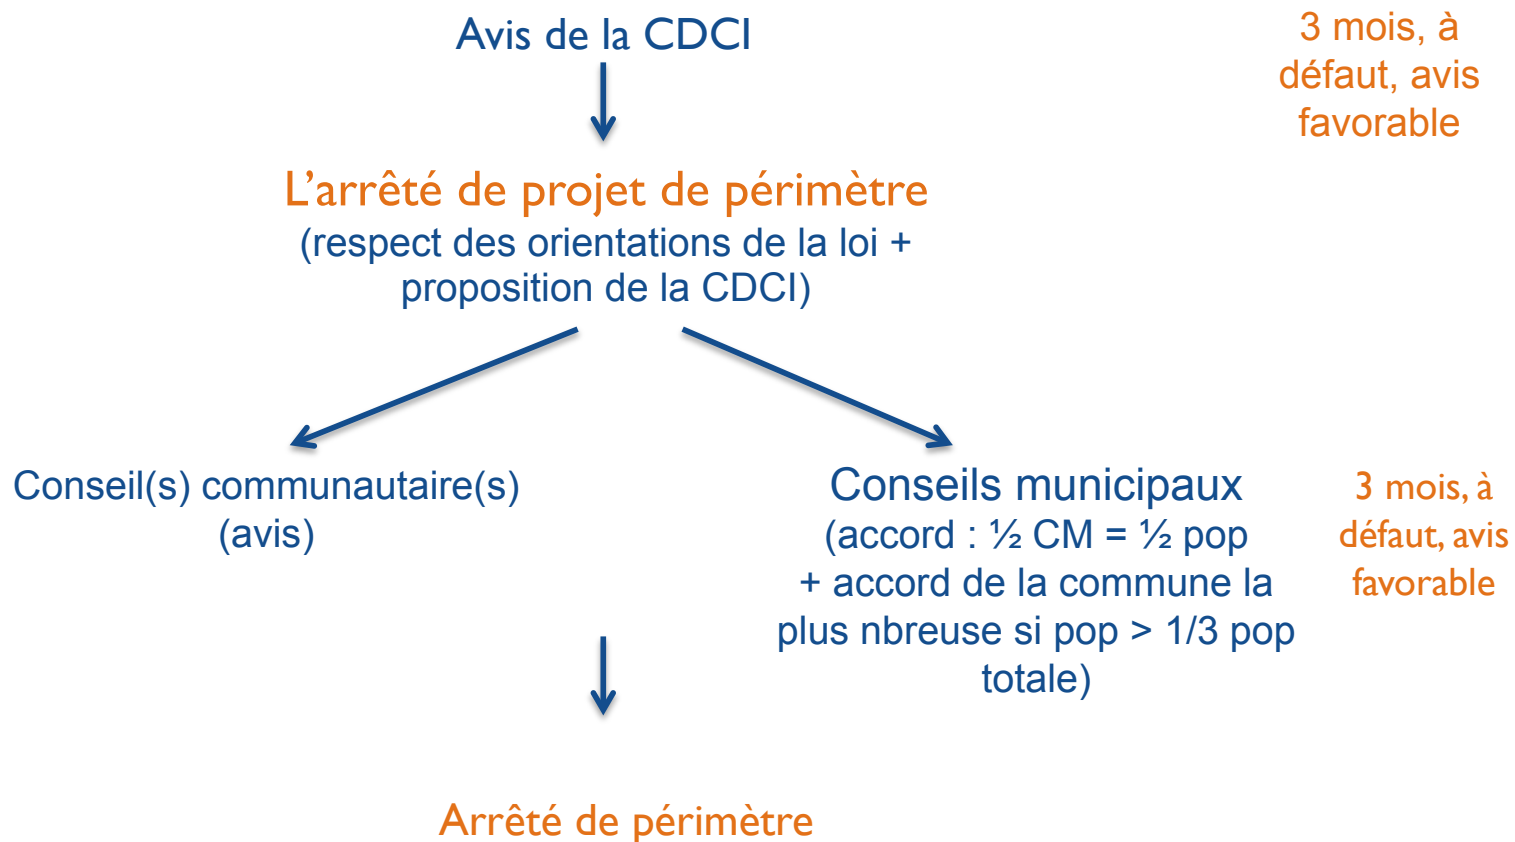 Avis de la CDCI
3 mois, à
défaut, avis
favorable
L'arrêté de projet de périmètre
(respect des orientations de la loi +
proposition de la CDCI)
Conseil(s) communautaire(s)
(avis)
Conseils municipaux
(accord : ½ CM = ½ pop
+ accord de la commune la
plus nbreuse si pop > 1/3 pop
totale)
3 mois, à
défaut, avis
favorable
Arrêté de périmètre